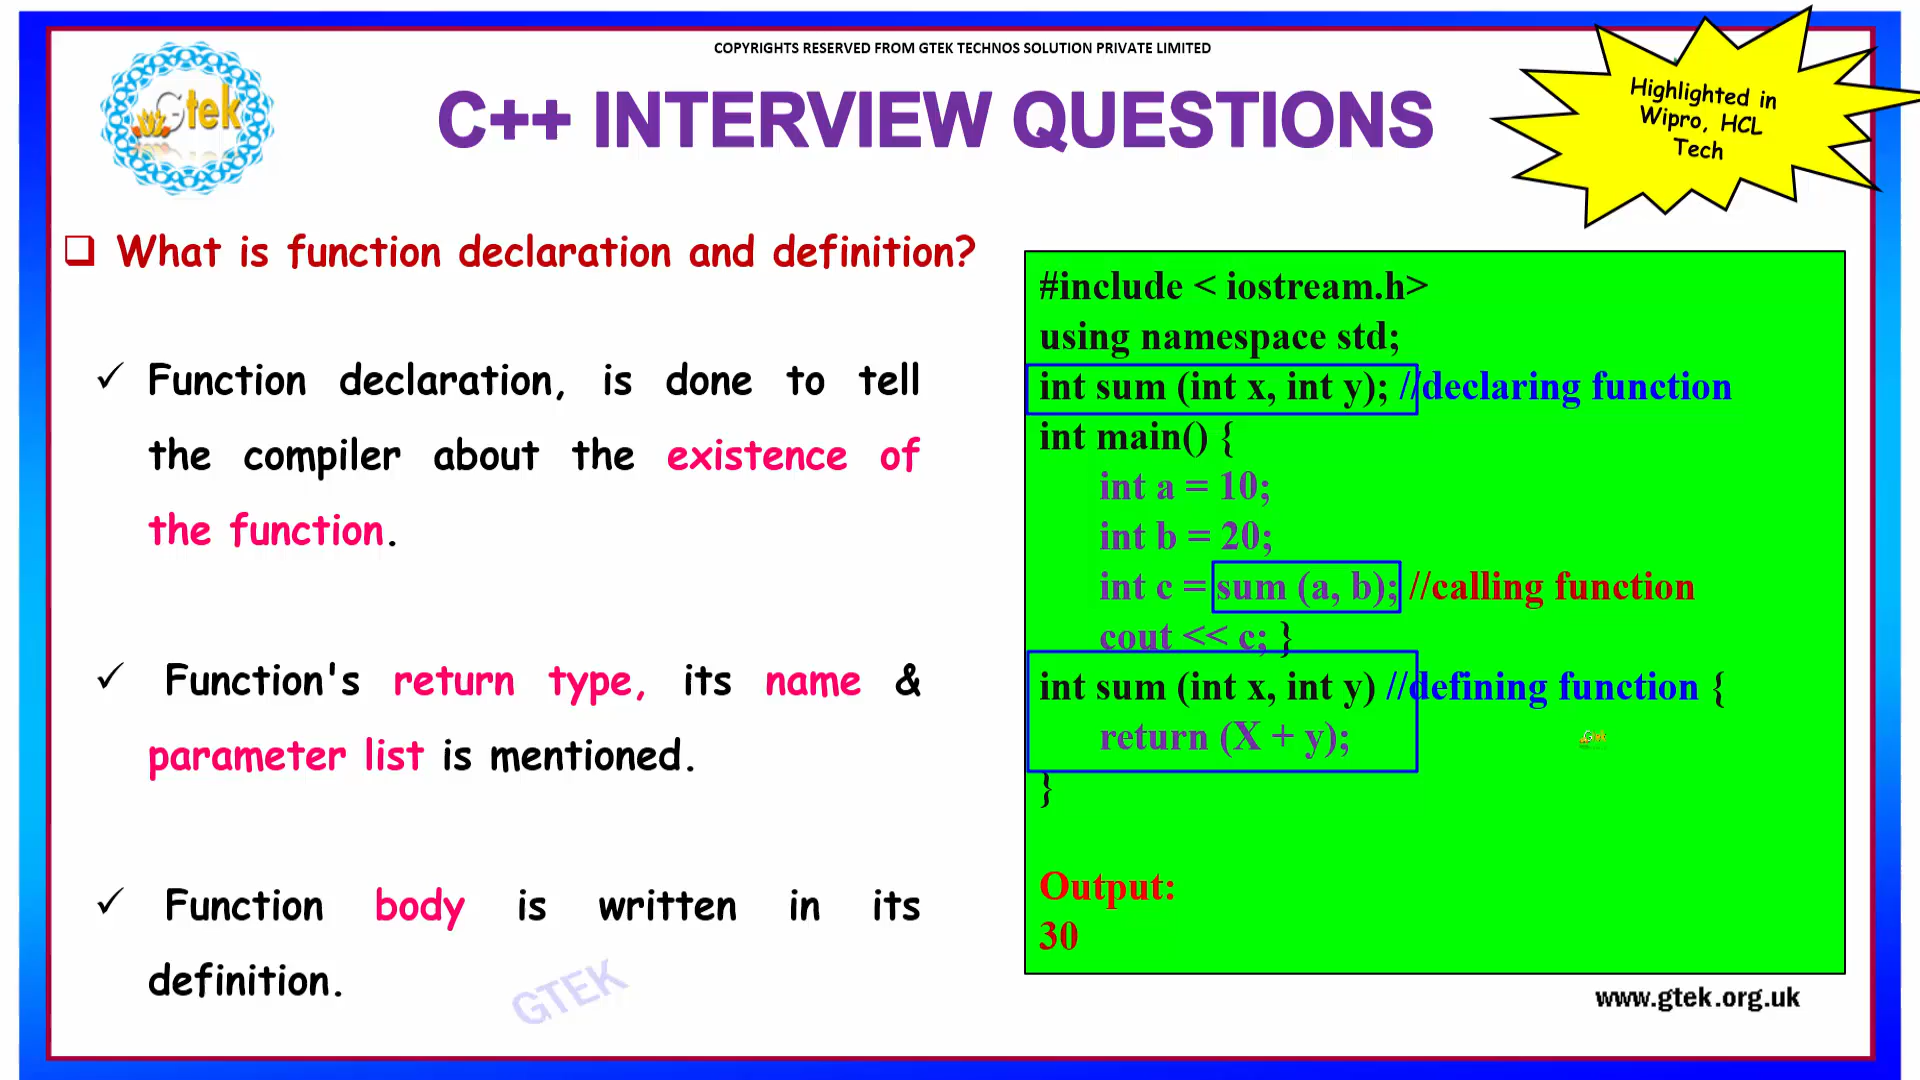 COPYRIGHTS RESERVED FROM GTEK TECHNOS SOLUTION PRIVATE LIMITED
Gtek
C++ INTERVIEW QUESTIONS
Highlighted in
Wipro, HCL
Tech
What is function declaration and definition?
✓ Function declaration, is done to tell
the compiler about the existence of
the function.
✓ Function's return type, its name &
parameter list is mentioned.
✓ Function body is written in its
definition.
#include < iostream.h>
using namespace std;
int sum (int x, int y); //declaring function
int main() {
int a = 10;
int b = 20;
int c = sum (a, b); //calling function
cout << c; }
int sum (int x, int y) //defining function {
return (X + y);
}
Output:
30
GTEK
www.gtek.org.uk